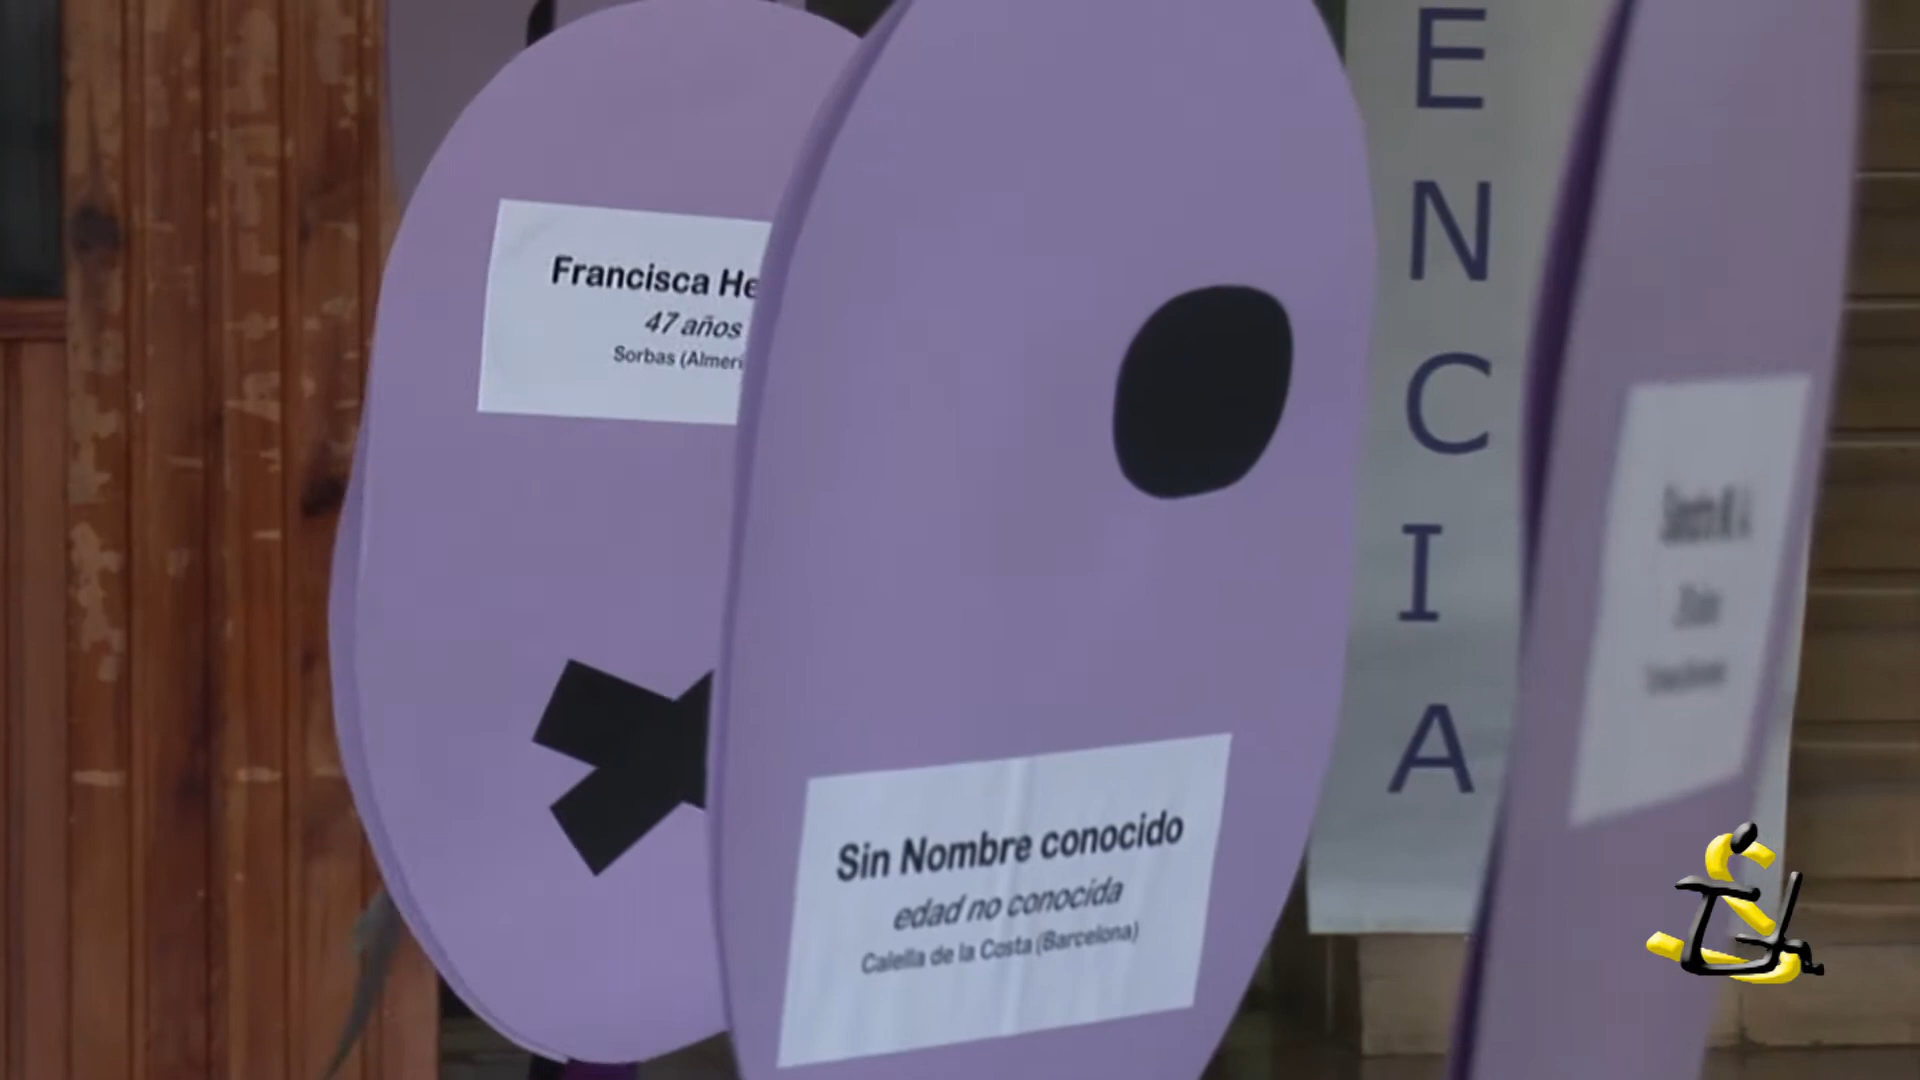 Francisca He
47 años
Sorbas (Almerí
Sin Nombre conocido
edad no conocida
Calella de la Costa (Barcelona)
E
N
C
I
A